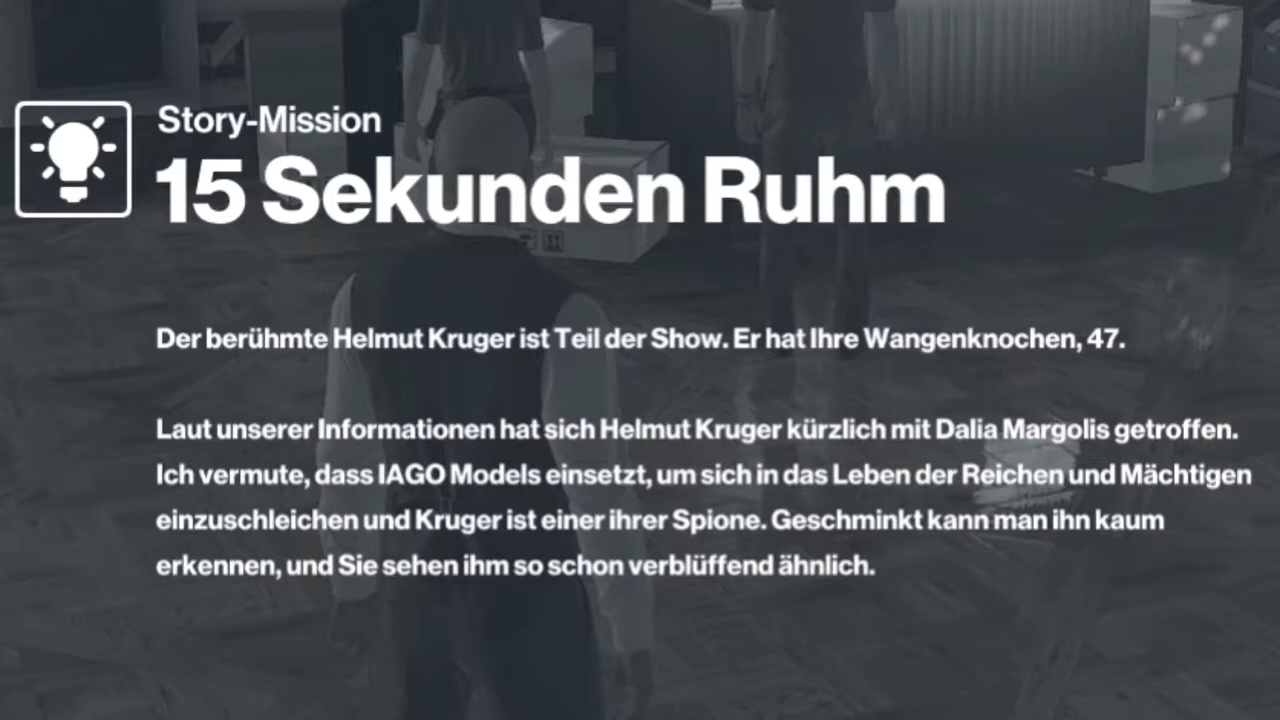 Story-Mission
15 Sekunden Ruhm
Der berühmte Helmut Kruger ist Teil der Show. Er hat Ihre Wangenknochen, 47.
Laut unserer Informationen hat sich Helmut Kruger kürzlich mit Dalia Margolis getroffen.
Ich vermute, dass IAGO Models einsetzt, um sich in das Leben der Reichen und Mächtigen
einzuschleichen und Kruger ist einer ihrer Spione. Geschminkt kann man ihn kaum
erkennen, und Sie sehen ihm so schon verblüffend ähnlich.